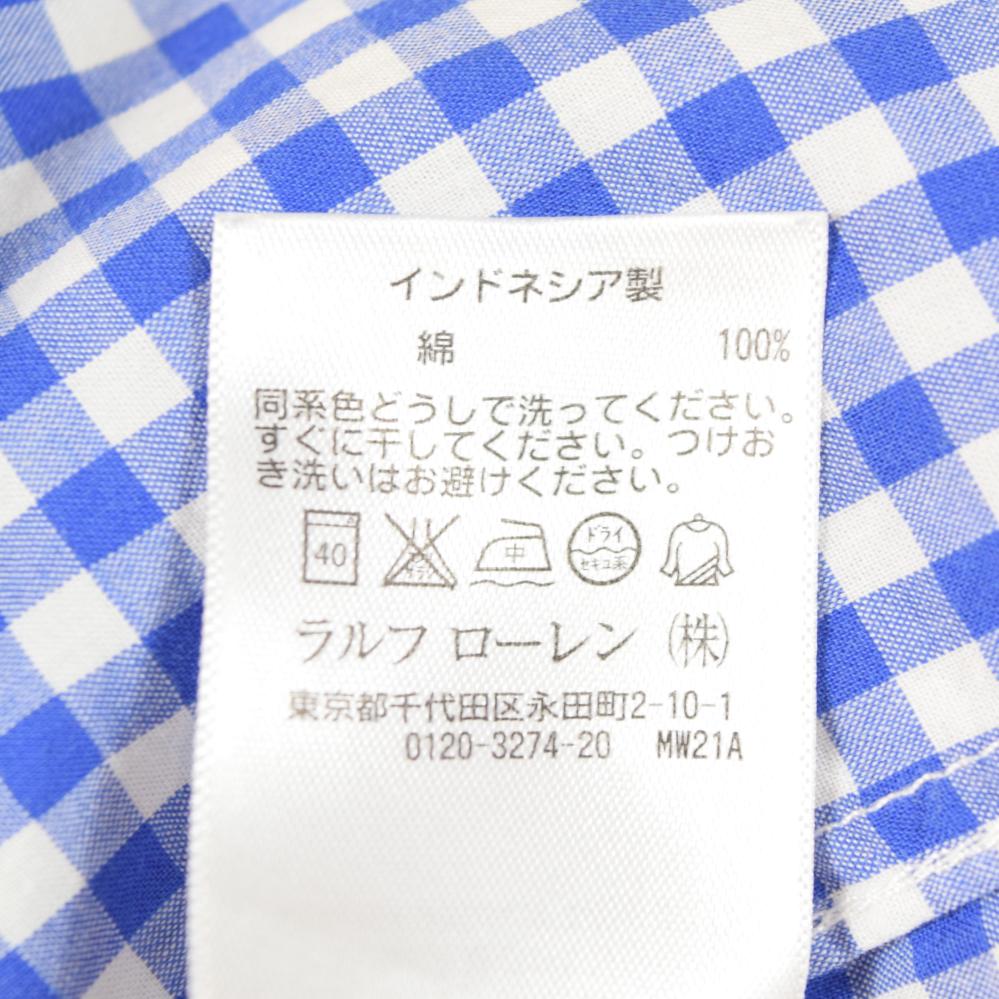 インドネシア製
綿 100%
同系色どうしで洗ってください。
すぐに干してください。つけお
き洗いはお避けください。
40 中 ドライ セキユ系
ラルフ ローレン (株)
東京都千代田区永田町2-10-1
0120-3274-20 MW21A